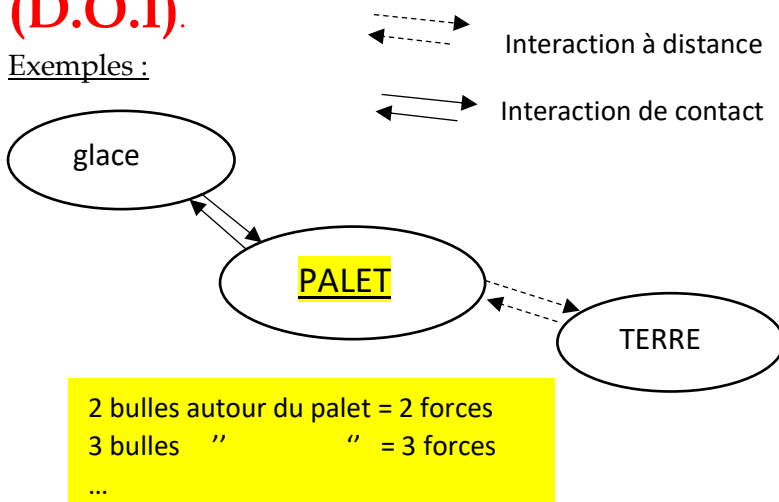 (D.O.I).
Exemples :
Interaction à distance
Interaction de contact
glace
PALET
TERRE
2 bulles autour du palet = 2 forces
3 bulles ’’ ‘’ = 3 forces
…